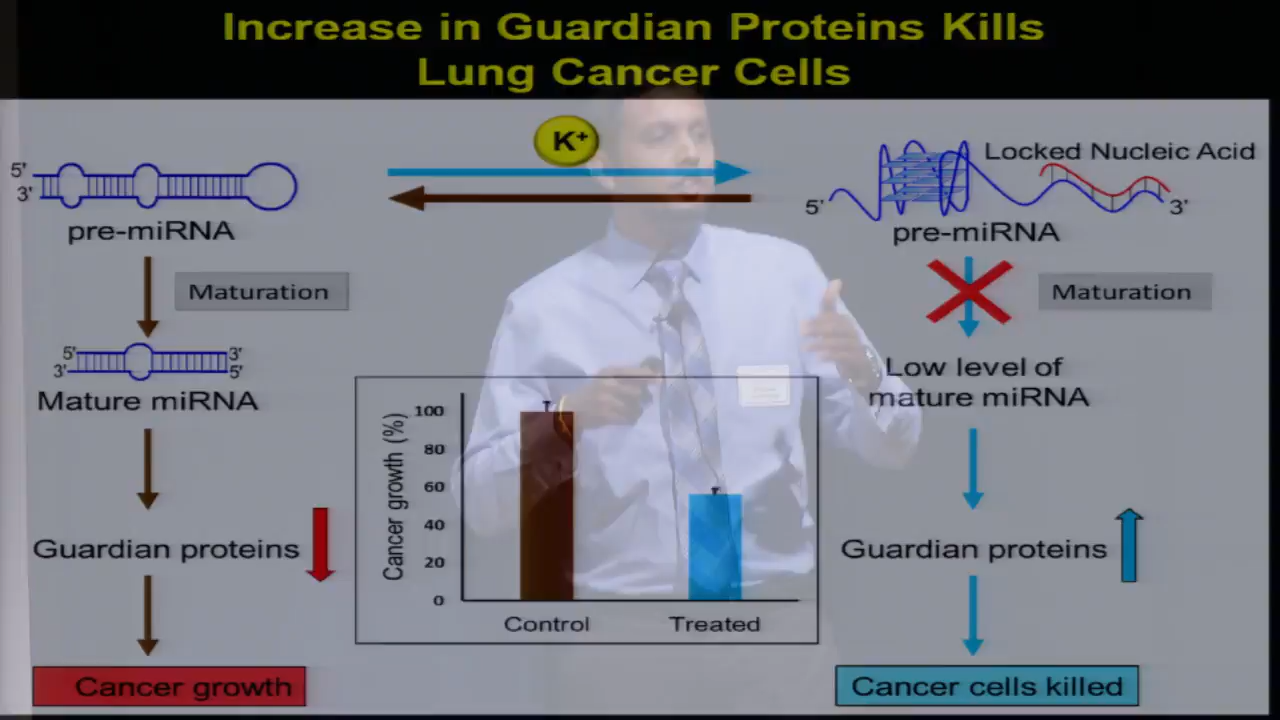 Increase in Guardian Proteins Kills
Lung Cancer Cells
5'
3'
pre-miRNA
Maturation
5'
3'
3'
5'
Mature miRNA
Guardian proteins
Cancer growth
K+
Locked Nucleic Acid
5'
3'
pre-miRNA
Maturation
Low level of
mature miRNA
Guardian proteins
Cancer cells killed
Cancer growth (%)
100
80
60
40
20
0
Control
Treated